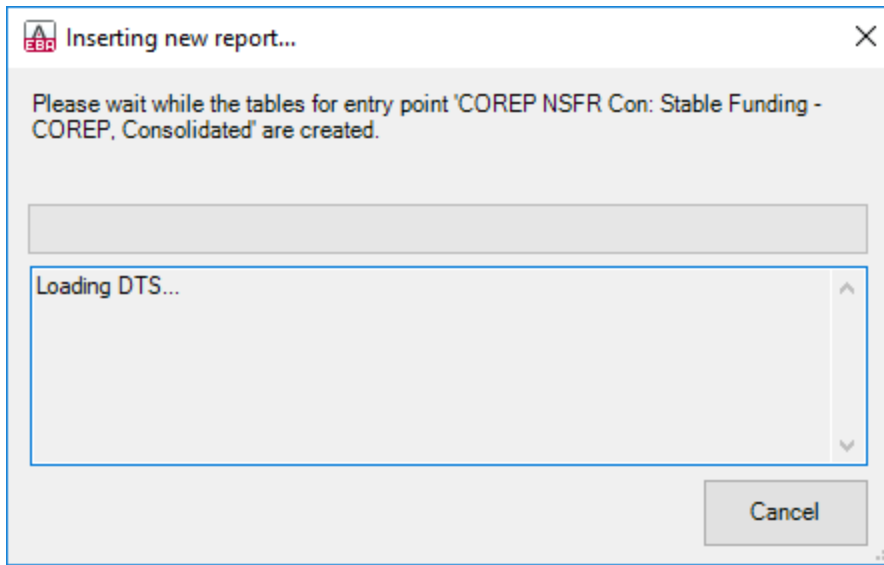 EBA
Inserting new report...
Please wait while the tables for entry point 'COREP NSFR Con: Stable Funding -
COREP, Consolidated' are created.
Loading DTS...
Cancel